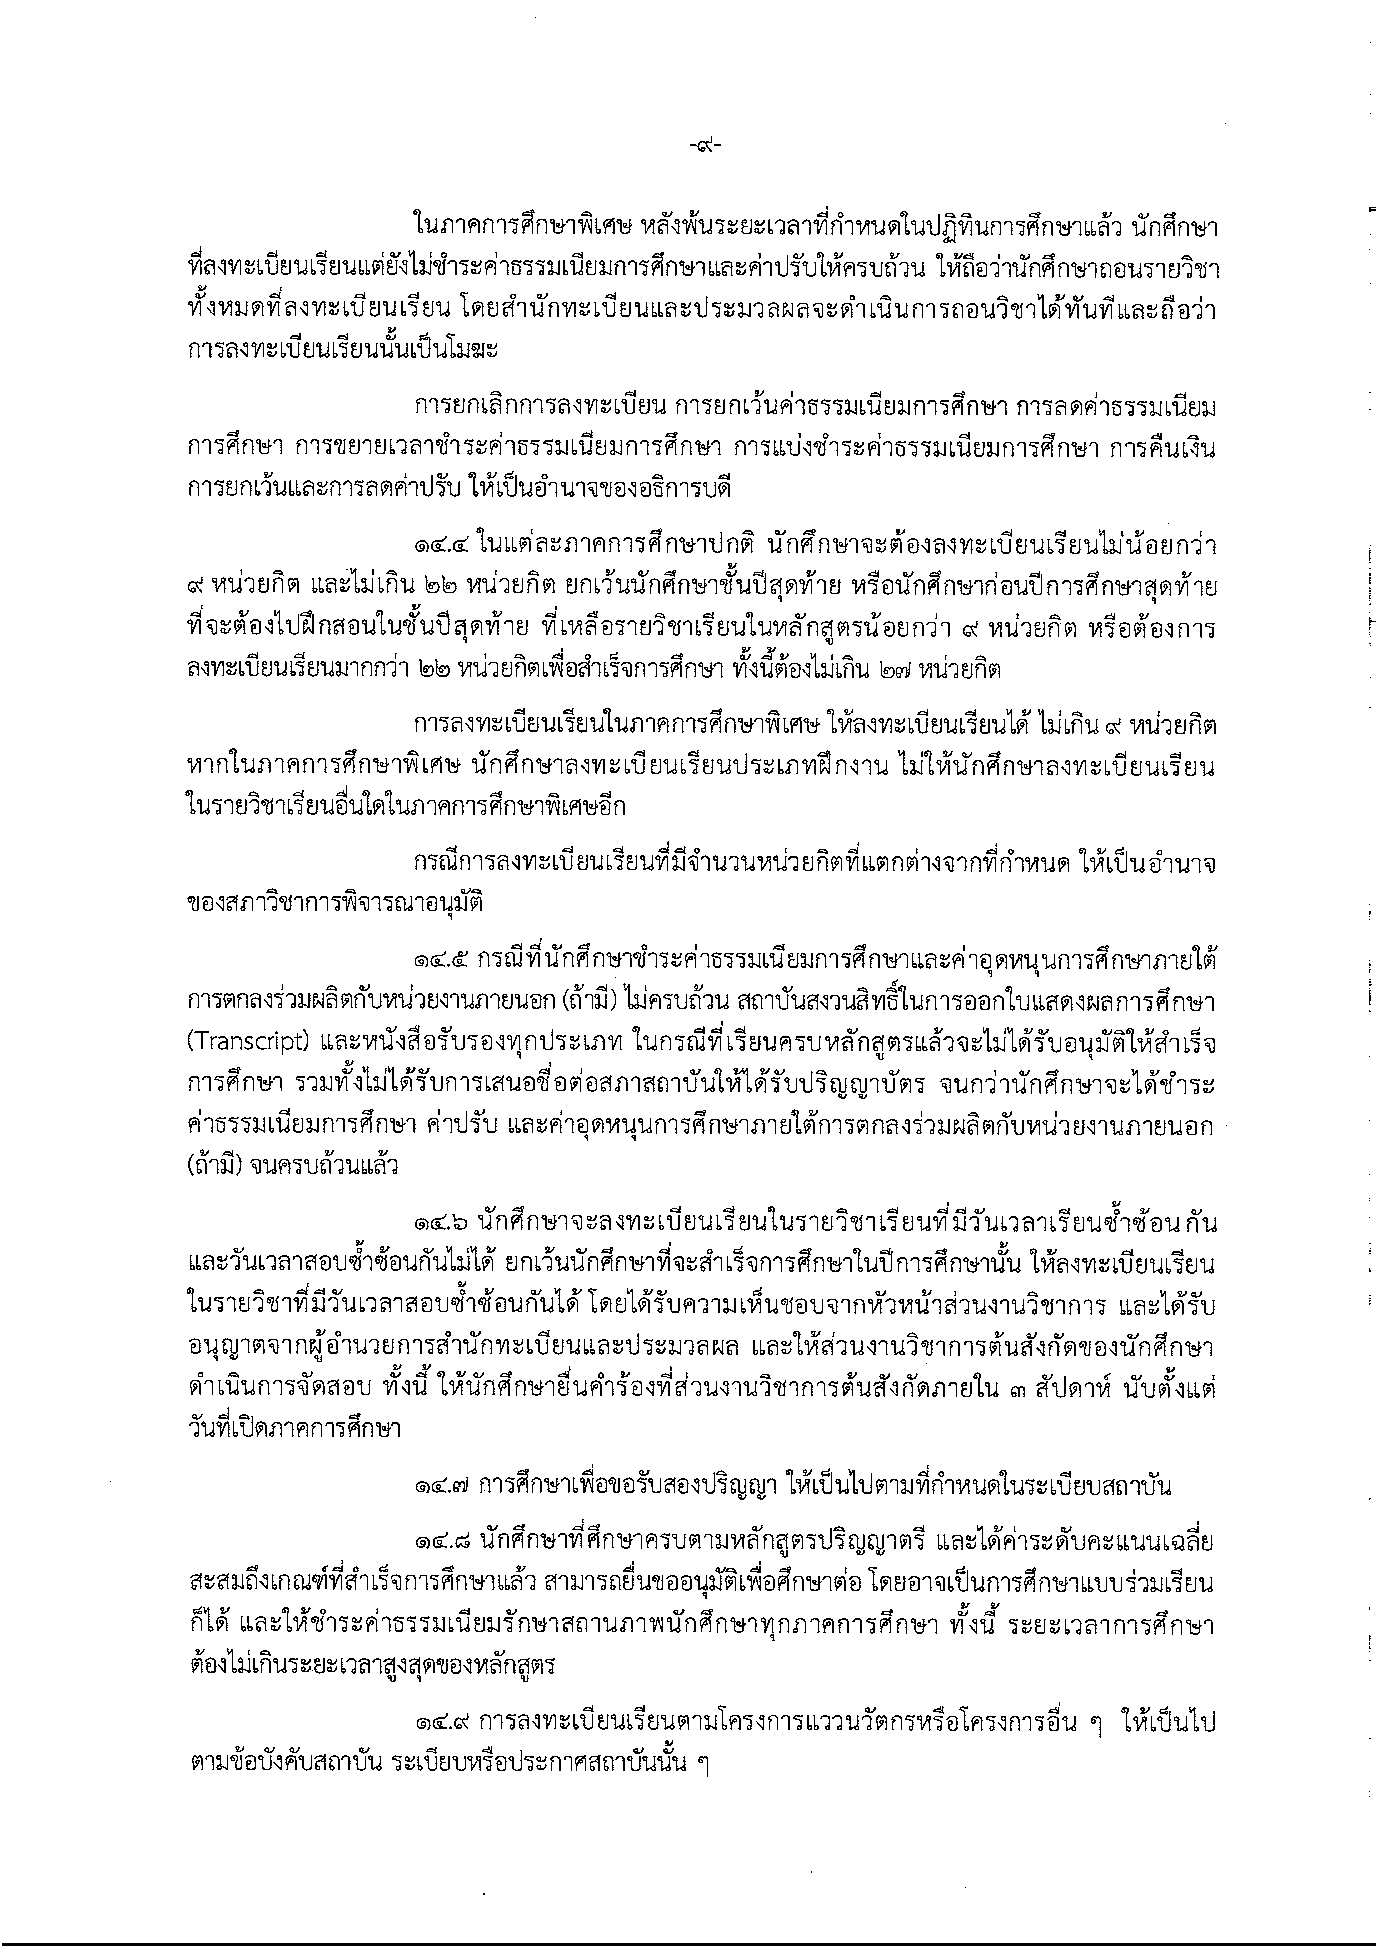 -๙-
ในภาคการศึกษาพิเศษ หลังพ้นระยะเวลาที่กำหนดในปฏิทินการศึกษาแล้ว นักศึกษา
ที่ลงทะเบียนเรียนแต่ยังไม่ชำระค่าธรรมเนียมการศึกษาและค่าปรับให้ครบถ้วน ให้ถือว่านักศึกษาถอนรายวิชา
ทั้งหมดที่ลงทะเบียนเรียน โดยสำนักทะเบียนและประมวลผลจะดำเนินการถอนวิชาได้ทันทีและถือว่า
การลงทะเบียนเรียนนั้นเป็นโมฆะ
การยกเลิกการลงทะเบียน การยกเว้นค่าธรรมเนียมการศึกษา การลดค่าธรรมเนียม
การศึกษา การขยายเวลาชำระค่าธรรมเนียมการศึกษา การแบ่งชำระค่าธรรมเนียมการศึกษา การคืนเงิน
การยกเว้นและการลดค่าปรับ ให้เป็นอำนาจของอธิการบดี
๑๔.๔ ในแต่ละภาคการศึกษาปกติ นักศึกษาจะต้องลงทะเบียนเรียนไม่น้อยกว่า
๙ หน่วยกิต และไม่เกิน ๒๒ หน่วยกิต ยกเว้นนักศึกษาชั้นปีสุดท้าย หรือนักศึกษาก่อนปีการศึกษาสุดท้าย
ที่จะต้องไปฝึกสอนในชั้นปีสุดท้าย ที่เหลือรายวิชาเรียนในหลักสูตรน้อยกว่า ๙ หน่วยกิต หรือต้องการ
ลงทะเบียนเรียนมากกว่า ๒๒ หน่วยกิตเพื่อสำเร็จการศึกษา ทั้งนี้ต้องไม่เกิน ๒๗ หน่วยกิต
การลงทะเบียนเรียนในภาคการศึกษาพิเศษ ให้ลงทะเบียนเรียนได้ ไม่เกิน ๙ หน่วยกิต
หากในภาคการศึกษาพิเศษ นักศึกษาลงทะเบียนเรียนประเภทฝึกงาน ไม่ให้นักศึกษาลงทะเบียนเรียน
ในรายวิชาเรียนอื่นใดในภาคการศึกษาพิเศษอีก
กรณีการลงทะเบียนเรียนที่มีจำนวนหน่วยกิตที่แตกต่างจากที่กำหนด ให้เป็นอำนาจ
ของสภาวิชาการพิจารณาอนุมัติ
๑๔.๕ กรณีที่นักศึกษาชำระค่าธรรมเนียมการศึกษาและค่าอุดหนุนการศึกษาภายใต้
การตกลงร่วมผลิตกับหน่วยงานภายนอก (ถ้ามี) ไม่ครบถ้วน สถาบันสงวนสิทธิ์ในการออกใบแสดงผลการศึกษา
(Transcript) และหนังสือรับรองทุกประเภท ในกรณีที่เรียนครบหลักสูตรแล้วจะไม่ได้รับอนุมัติให้สำเร็จ
การศึกษา รวมทั้งไม่ได้รับการเสนอชื่อต่อสภาสถาบันให้ได้รับปริญญาบัตร จนกว่านักศึกษาจะได้ชำระ
ค่าธรรมเนียมการศึกษา ค่าปรับ และค่าอุดหนุนการศึกษาภายใต้การตกลงร่วมผลิตกับหน่วยงานภายนอก
(ถ้ามี) จนครบถ้วนแล้ว
๑๔.๖ นักศึกษาจะลงทะเบียนเรียนในรายวิชาเรียนที่มีวันเวลาเรียนซ้ำซ้อนกัน
และวันเวลาสอบซ้ำซ้อนกันไม่ได้ ยกเว้นนักศึกษาที่จะสำเร็จการศึกษาในปีการศึกษานั้น ให้ลงทะเบียนเรียน
ในรายวิชาที่มีวันเวลาสอบซ้ำซ้อนกันได้ โดยได้รับความเห็นชอบจากหัวหน้าส่วนงานวิชาการ และได้รับ
อนุญาตจากผู้อำนวยการสำนักทะเบียนและประมวลผล และให้ส่วนงานวิชาการต้นสังกัดของนักศึกษา
ดำเนินการจัดสอบ ทั้งนี้ ให้นักศึกษายื่นคำร้องที่ส่วนงานวิชาการต้นสังกัดภายใน ๓ สัปดาห์ นับตั้งแต่
วันที่เปิดภาคการศึกษา
๑๔.๗ การศึกษาเพื่อขอรับสองปริญญา ให้เป็นไปตามที่กำหนดในระเบียบสถาบัน
๑๔.๘ นักศึกษาที่ศึกษาครบตามหลักสูตรปริญญาตรี และได้ค่าระดับคะแนนเฉลี่ย
สะสมถึงเกณฑ์ที่สำเร็จการศึกษาแล้ว สามารถยื่นขออนุมัติเพื่อศึกษาต่อ โดยอาจเป็นการศึกษาแบบร่วมเรียน
ก็ได้ และให้ชำระค่าธรรมเนียมรักษาสถานภาพนักศึกษาทุกภาคการศึกษา ทั้งนี้ ระยะเวลาการศึกษา
ต้องไม่เกินระยะเวลาสูงสุดของหลักสูตร
๑๔.๙ การลงทะเบียนเรียนตามโครงการแววนวัตกรหรือโครงการอื่น ๆ ให้เป็นไป
ตามข้อบังคับสถาบัน ระเบียบหรือประกาศสถาบันนั้น ๆ